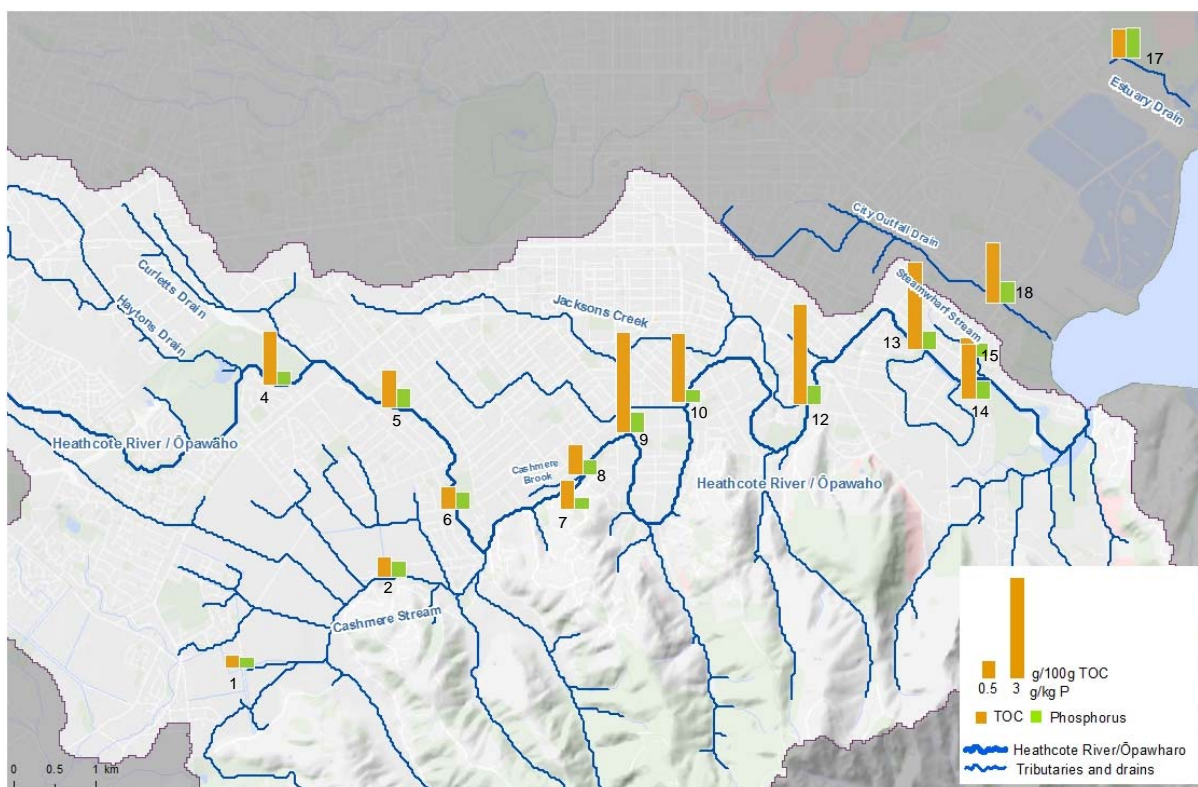 17
Estuary Drain
City Outfall Drain
18
Steamwharf Stream
Curletts Drain
Haytons Drain
Jacksons Creek
13
15
14
4
5
10
12
9
Heathcote River / Ōpawāho
Cashmere
Brook
8
Heathcote River / Ōpawaho
6
7
2
Cashmere Stream
1
0.5
3
g/100g TOC
g/kg P
TOC
Phosphorus
Heathcote River/Ōpawharo
Tributaries and drains
0 0.5 1 km